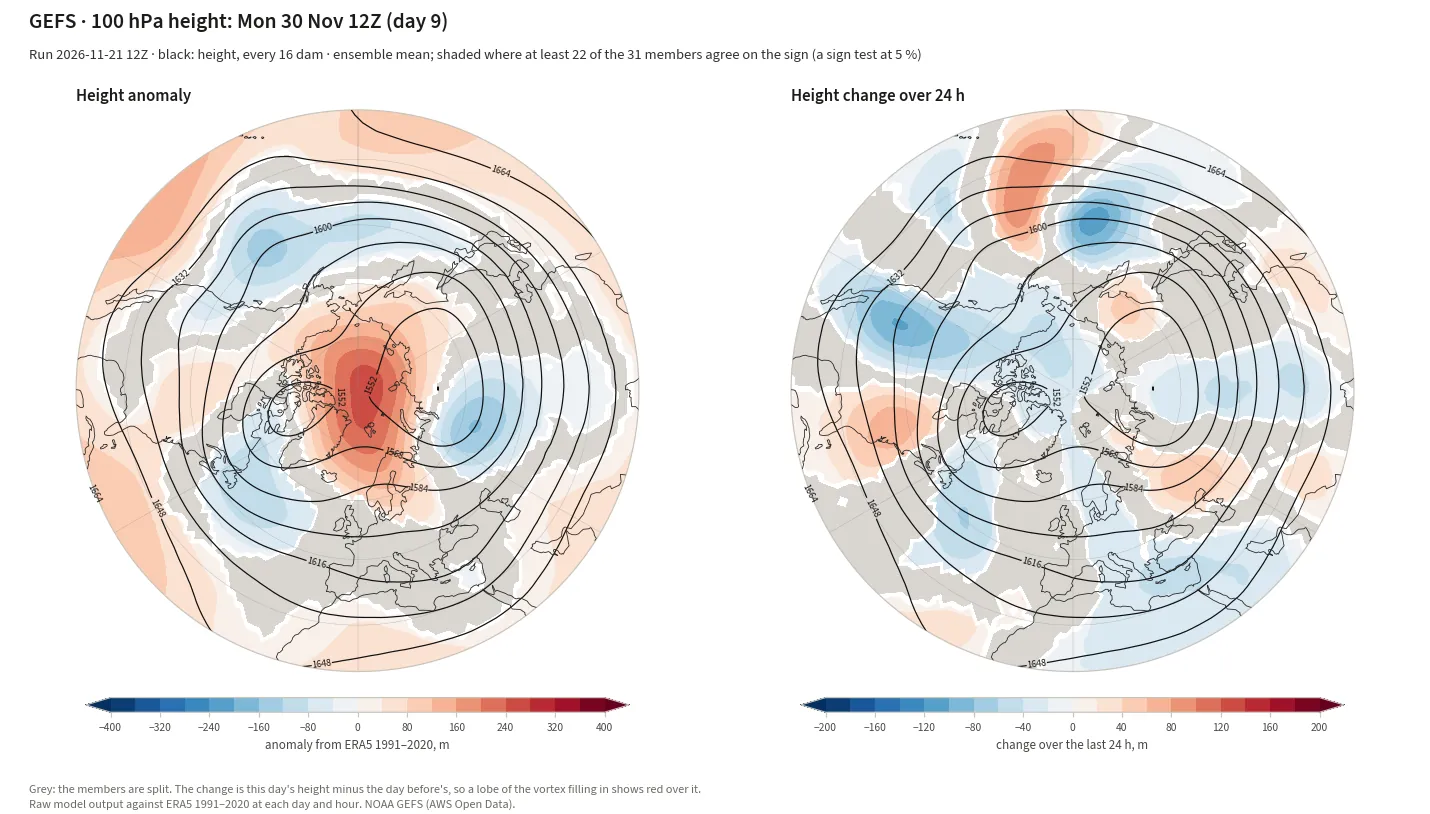 GEFS · 100 hPa height: Mon 30 Nov 12Z (day 9)
Run 2026-11-21 12Z · black: height, every 16 dam · ensemble mean; shaded where at least 22 of the 31 members agree on the sign (a sign test at 5 %)
Height anomaly
Height change over 24 h
1664
1600
1632
1552
1552
1568
1584
1664
1648
1616
1648
1664
1600
1632
1552
1552
1568
1584
1664
1648
1616
1648
−400 −320 −240 −160 −80 0 80 160 240 320 400
anomaly from ERA5 1991–2020, m
−200 −160 −120 −80 −40 0 40 80 120 160 200
change over the last 24 h, m
Grey: the members are split. The change is this day's height minus the day before's, so a lobe of the vortex filling in shows red over it.
Raw model output against ERA5 1991–2020 at each day and hour. NOAA GEFS (AWS Open Data).